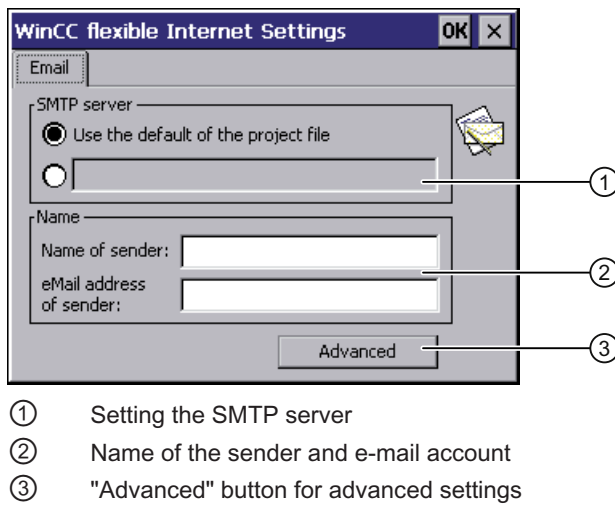 WinCC flexible Internet Settings OK ×
Email
SMTP server
Use the default of the project file
①
Name
Name of sender:
②
eMail address
of sender:
Advanced ③
① Setting the SMTP server
② Name of the sender and e-mail account
③ "Advanced" button for advanced settings